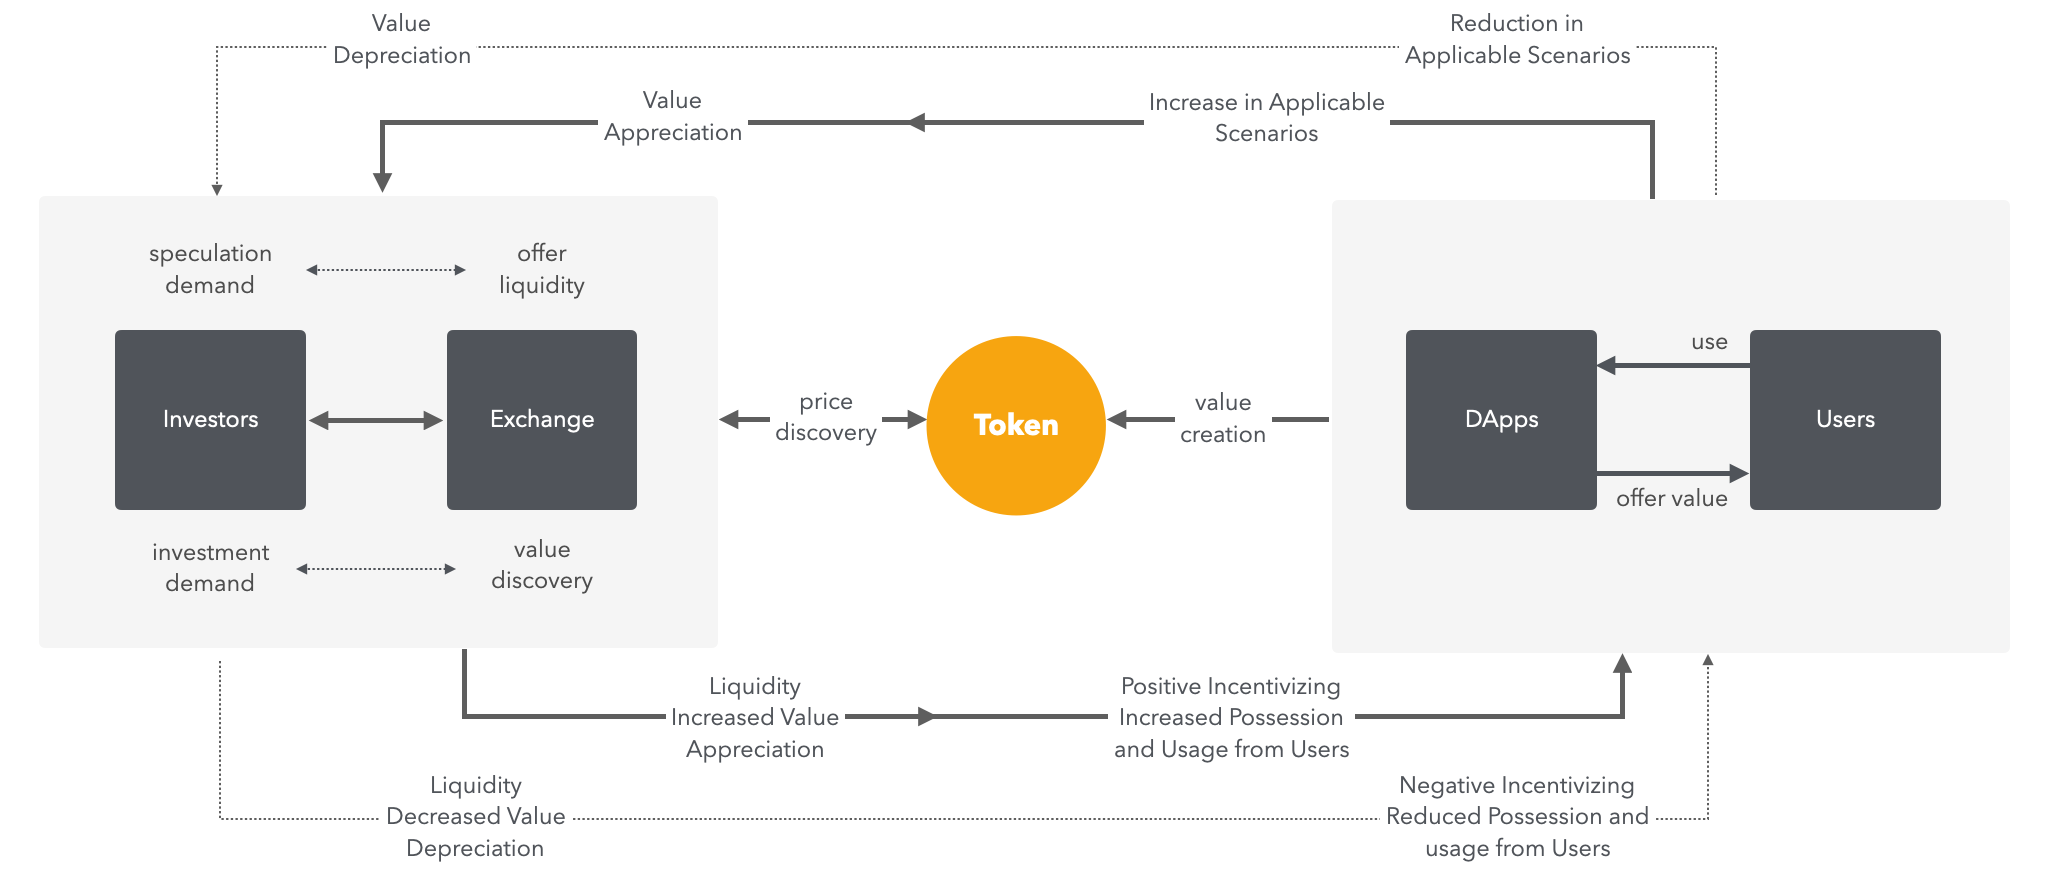 Value
Depreciation
Reduction in
Applicable Scenarios
Value
Appreciation
Increase in Applicable
Scenarios
speculation
demand
offer
liquidity
Investors
Exchange
investment
demand
value
discovery
price
discovery
Token
value
creation
DApps
use
Users
offer value
Liquidity
Increased Value
Appreciation
Positive Incentivizing
Increased Possession
and Usage from Users
Liquidity
Decreased Value
Depreciation
Negative Incentivizing
Reduced Possession and
usage from Users